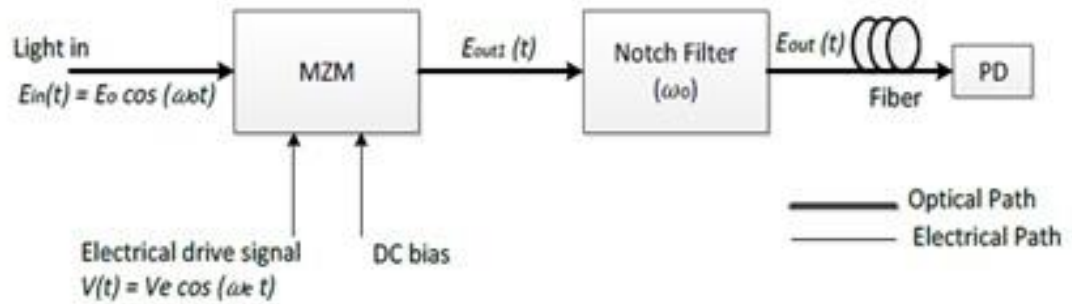 Light in
Ein(t) = Eo cos (ωot)
MZM
Eout1 (t)
Notch Filter
(ωo)
Eout (t)
Fiber
PD
Electrical drive signal
V(t) = Ve cos (ωe t)
DC bias
Optical Path
Electrical Path